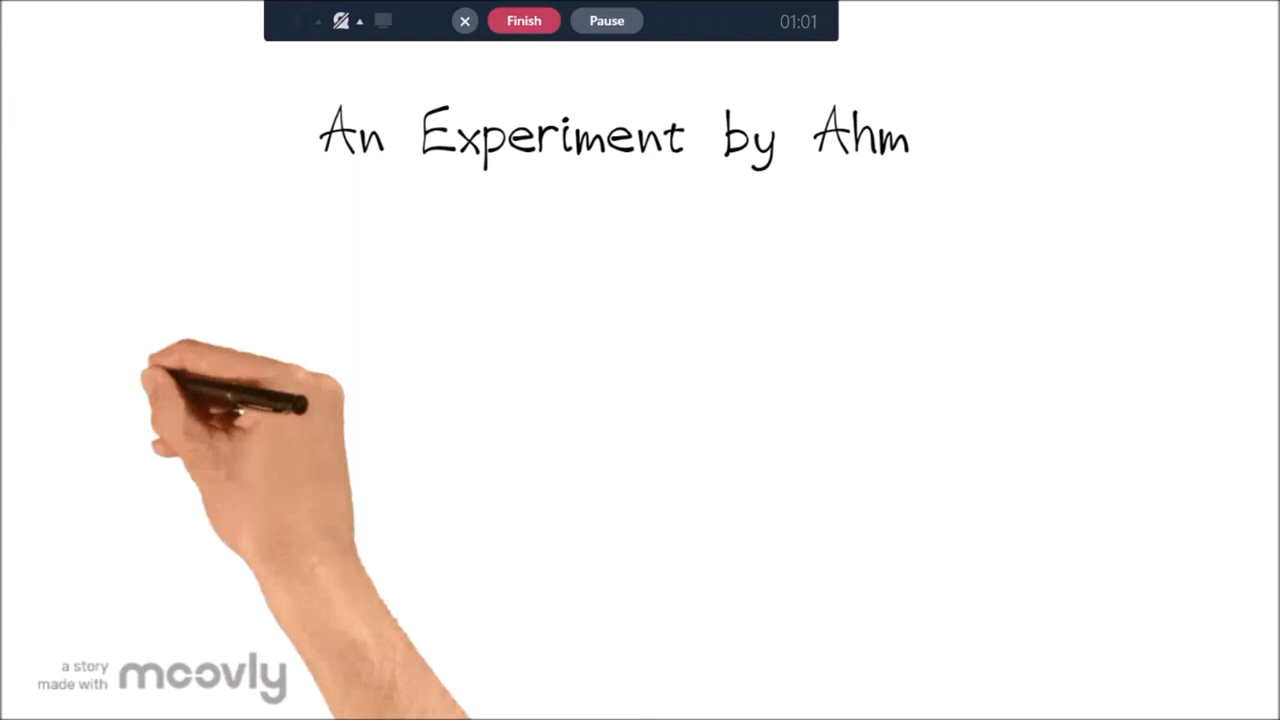 Finish Pause 01:01
An Experiment by Ahm
a story
made with moovly